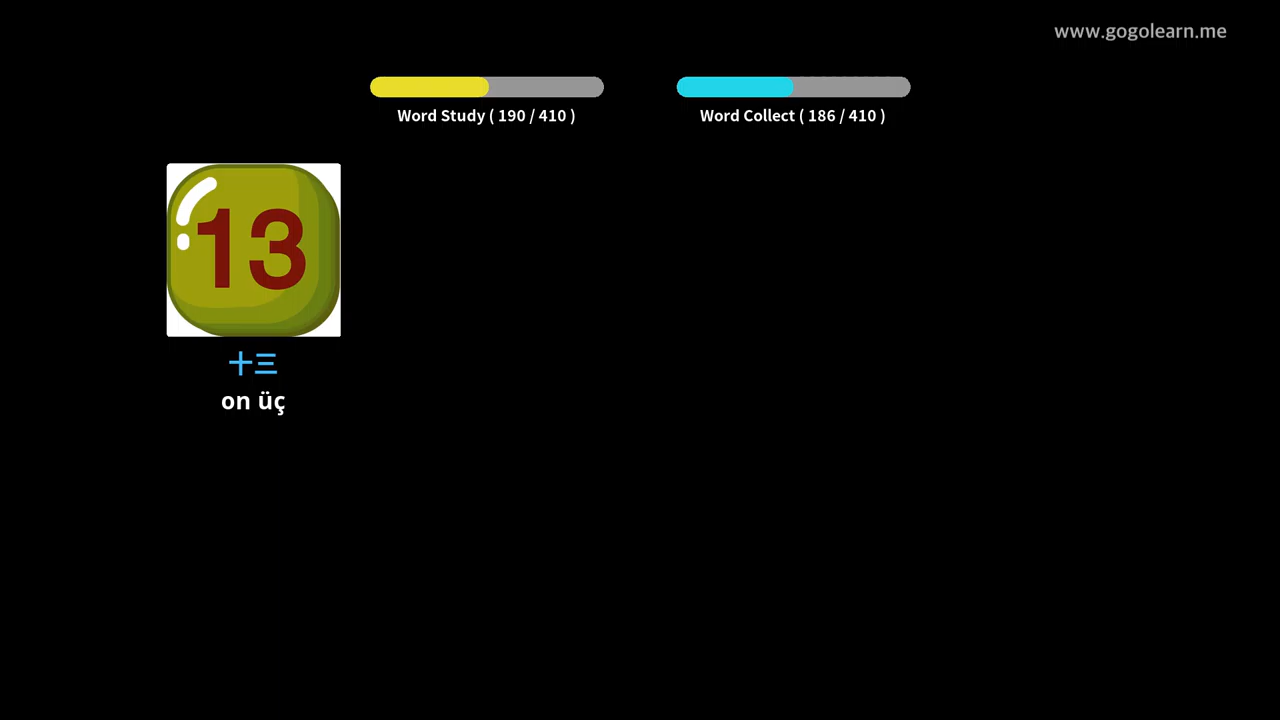 www.gogolearn.me
Word Study ( 190 / 410 )
Word Collect ( 186 / 410 )
13
十三
on üç